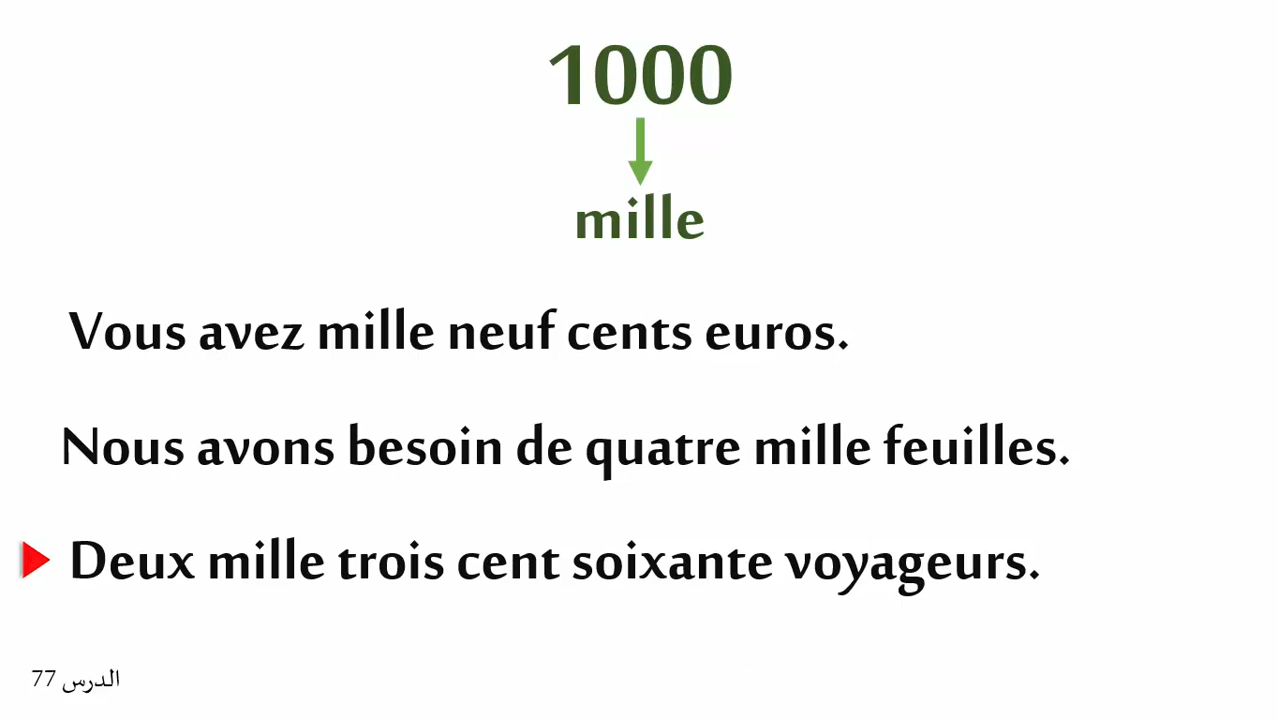 1000
mille
Vous avez mille neuf cents euros.
Nous avons besoin de quatre mille feuilles.
Deux mille trois cent soixante voyageurs.
الدرس 77